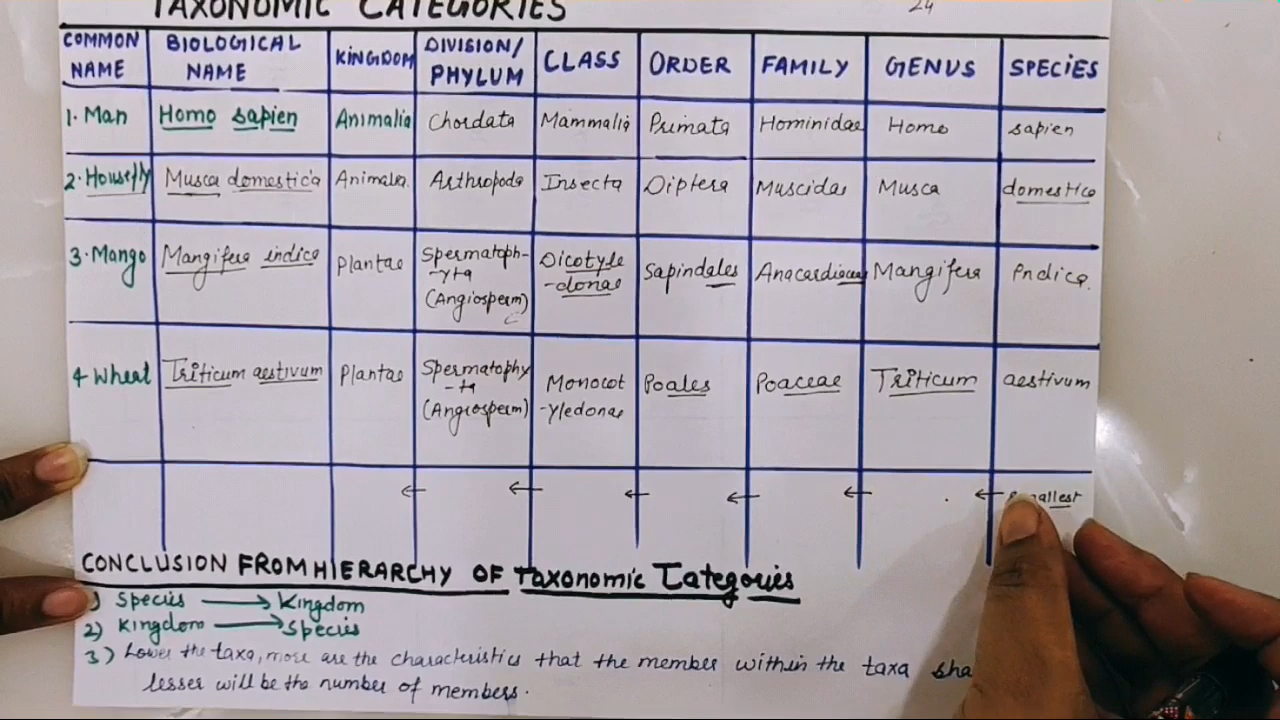 TAXONOMIC CATEGORIES
24
COMMON NAME BIOLOGICAL NAME KINGDOM DIVISION/ PHYLUM CLASS ORDER FAMILY GENUS SPECIES
1. Man Homo sapien Animalia Chordata Mammalia Primata Hominidae Homo sapien
2. Housefly Musca domestica Animalia. Arthropoda Insecta Diptera Muscidae Musca domestica
3. Mango Mangifera indica Plantae Spermatoph- -yta (Angiosperm) Dicotyle -donae Sapindales Anacardiaceae Mangifera Indica.
4 Wheat Triticum aestivum Plantae Spermatophy -ta (Angiosperm) Monocot -yledonae Poales Poaceae Triticum aestivum
← ← ← ← ← ←
CONCLUSION FROM HIERARCHY OF Taxonomic Categories
1) Species → Kingdom
2) Kingdom → Species
3) Lower the taxa, more are the characteristics that the member within the taxa
lesser will be the number of members.